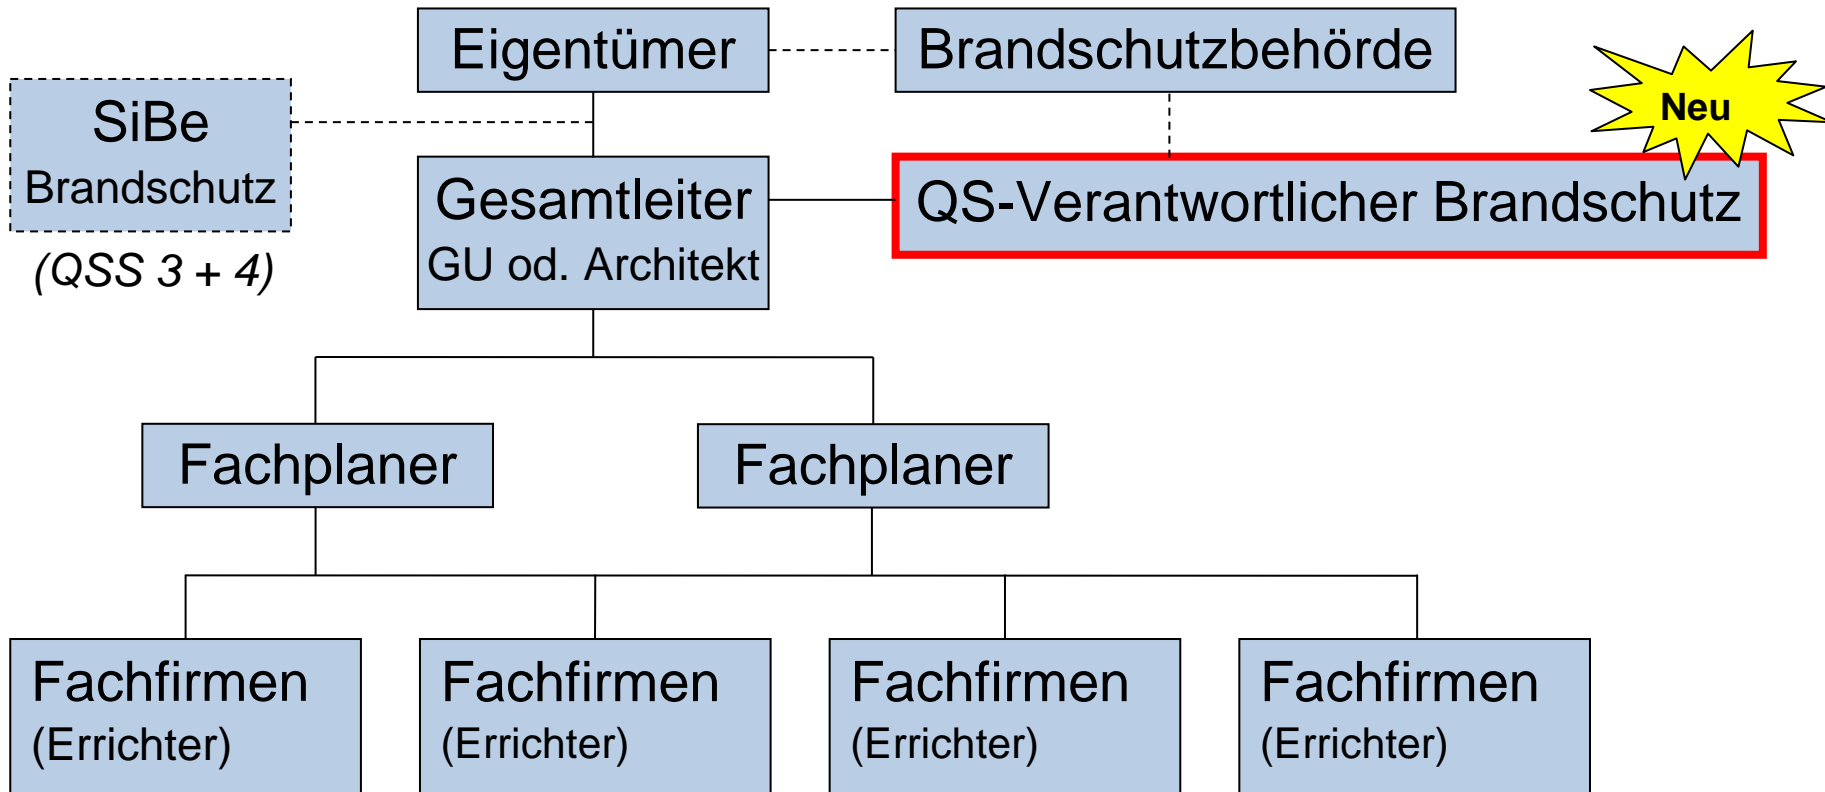 Eigentümer
Brandschutzbehörde
Neu
SiBe
Brandschutz
(QSS 3 + 4)
Gesamtleiter
GU od. Architekt
QS-Verantwortlicher Brandschutz
Fachplaner
Fachplaner
Fachfirmen
(Errichter)
Fachfirmen
(Errichter)
Fachfirmen
(Errichter)
Fachfirmen
(Errichter)